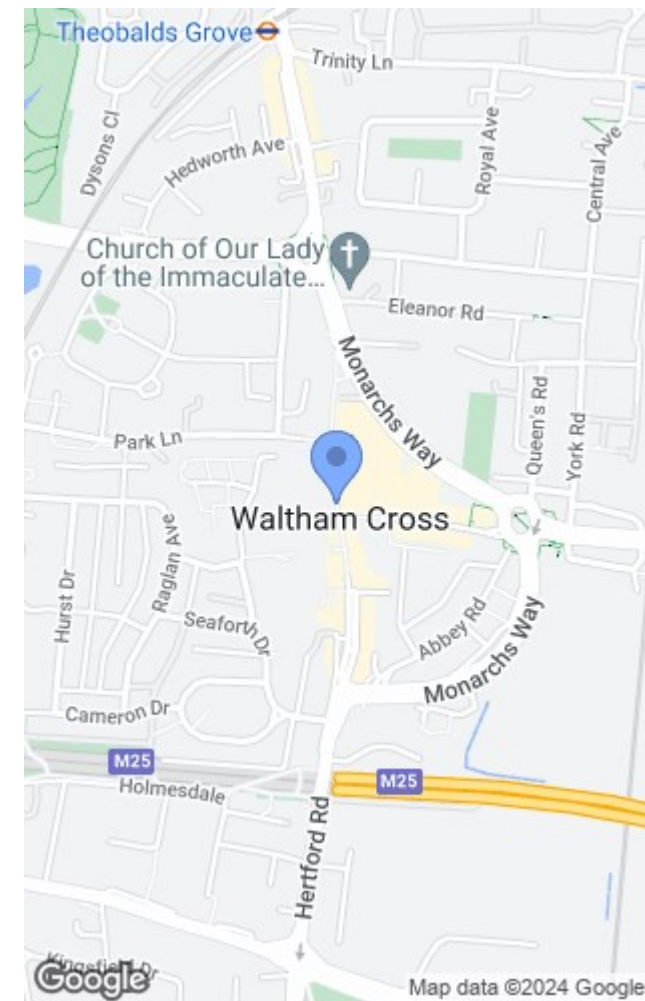 Theobalds Grove
Trinity Ln
Dysons Cl
Hedworth Ave
Royal Ave
Central Ave
Church of Our Lady
of the Immaculate...
Eleanor Rd
Monarchs Way
Queen's Rd
York Rd
Park Ln
Waltham Cross
Hurst Dr
Raglan Ave
Seaforth Dr
Abbey Rd
Monarchs Way
Cameron Dr
M25
M25
Holmesdale
Hertford Rd
Kingsfield Dr
Google
Map data ©2024 Google